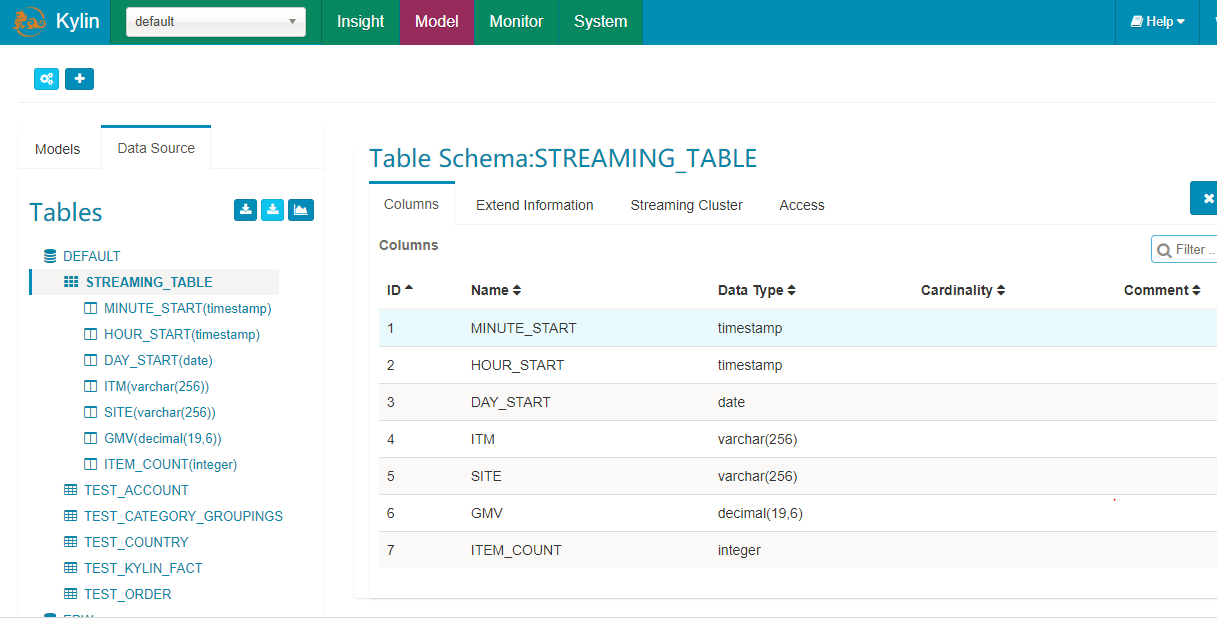 Kylin
default
Insight
Model
Monitor
System
Help
Models
Data Source
Tables
DEFAULT
STREAMING_TABLE
MINUTE_START(timestamp)
HOUR_START(timestamp)
DAY_START(date)
ITM(varchar(256))
SITE(varchar(256))
GMV(decimal(19,6))
ITEM_COUNT(integer)
TEST_ACCOUNT
TEST_CATEGORY_GROUPINGS
TEST_COUNTRY
TEST_KYLIN_FACT
TEST_ORDER
Table Schema:STREAMING_TABLE
Columns Extend Information Streaming Cluster Access
Columns
Filter ..
ID Name Data Type Cardinality Comment
1 MINUTE_START timestamp
2 HOUR_START timestamp
3 DAY_START date
4 ITM varchar(256)
5 SITE varchar(256)
6 GMV decimal(19,6)
7 ITEM_COUNT integer